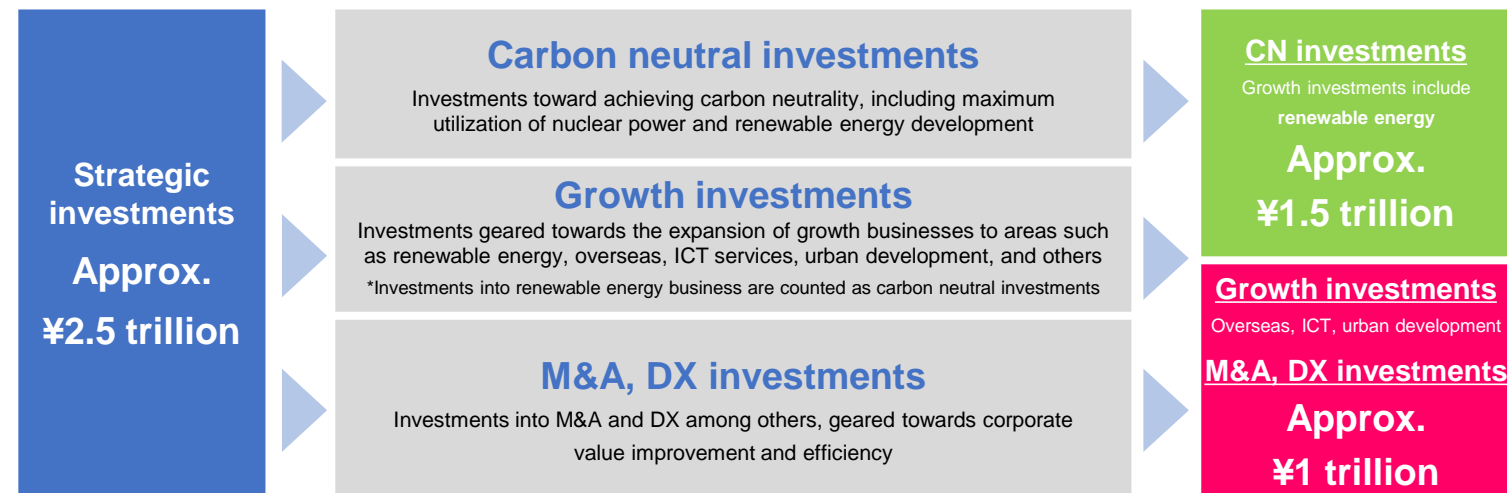 Strategic
investments
Approx.
¥2.5 trillion
Carbon neutral investments
Investments toward achieving carbon neutrality, including maximum
utilization of nuclear power and renewable energy development
Growth investments
Investments geared towards the expansion of growth businesses to areas such
as renewable energy, overseas, ICT services, urban development, and others
*Investments into renewable energy business are counted as carbon neutral investments
M&A, DX investments
Investments into M&A and DX among others, geared towards corporate
value improvement and efficiency
CN investments
Growth investments include
renewable energy
Approx.
¥1.5 trillion
Growth investments
Overseas, ICT, urban development
M&A, DX investments
Approx.
¥1 trillion